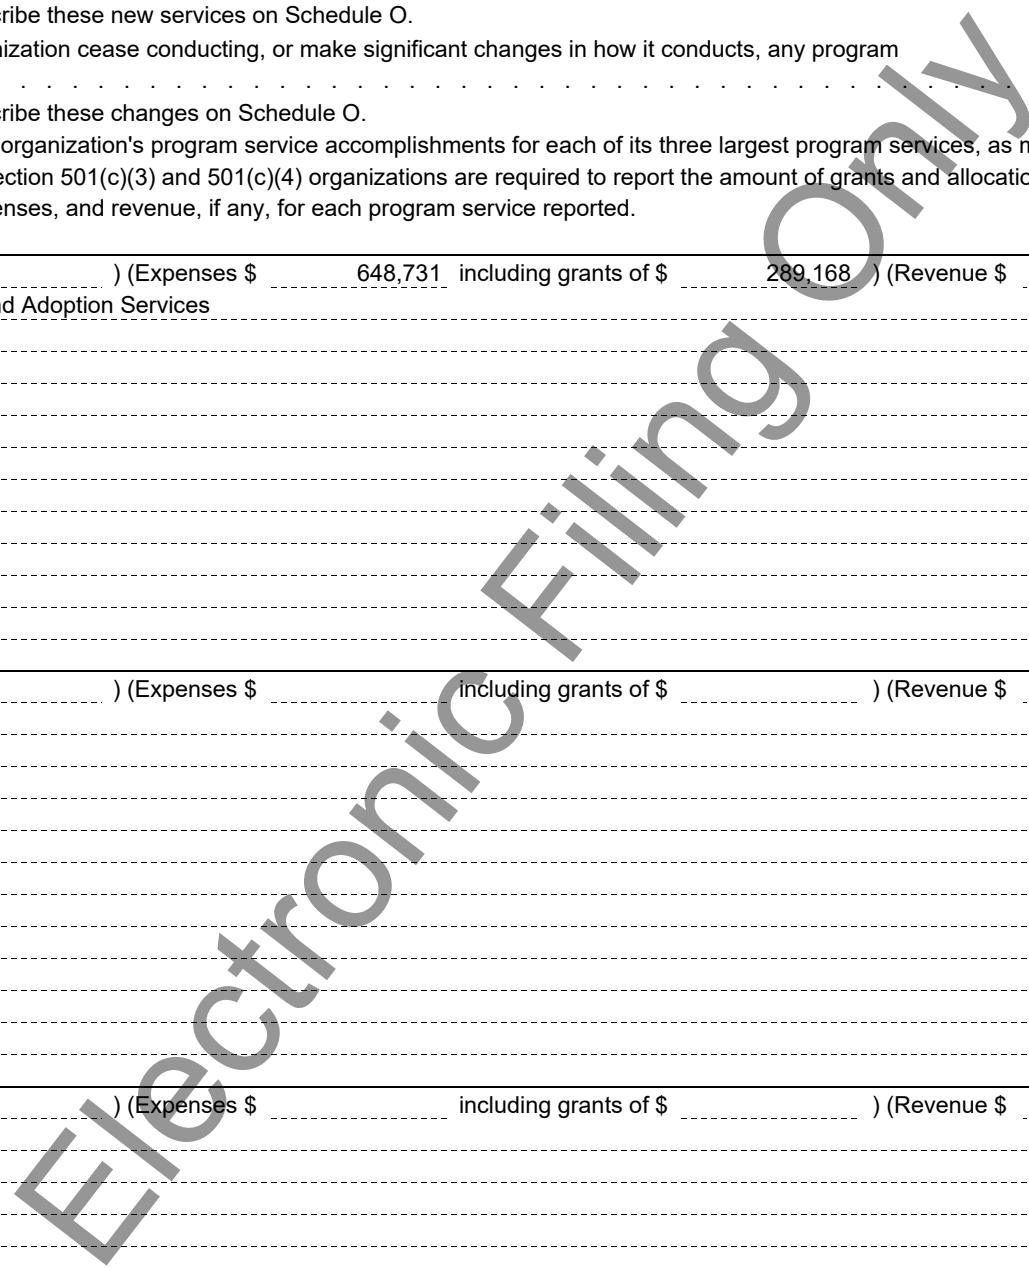 ribe these new services on Schedule O.
nization cease conducting, or make significant changes in how it conducts, any program
. . . . . . . . . . . . . . . . . . . . . . . . . . . . . . . . . . . . . . .
ribe these changes on Schedule O.
organization's program service accomplishments for each of its three largest program services, as m
ection 501(c)(3) and 501(c)(4) organizations are required to report the amount of grants and allocatio
enses, and revenue, if any, for each program service reported.
) (Expenses $ 648,731 including grants of $ 289,168 ) (Revenue $
d Adoption Services
) (Expenses $ including grants of $ ) (Revenue $
) (Expenses $ including grants of $ ) (Revenue $
Electronic Filing Only